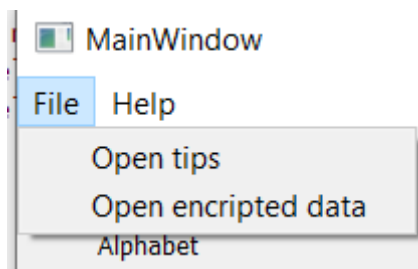 MainWindow
File Help
Open tips
Open encripted data
Alphabet